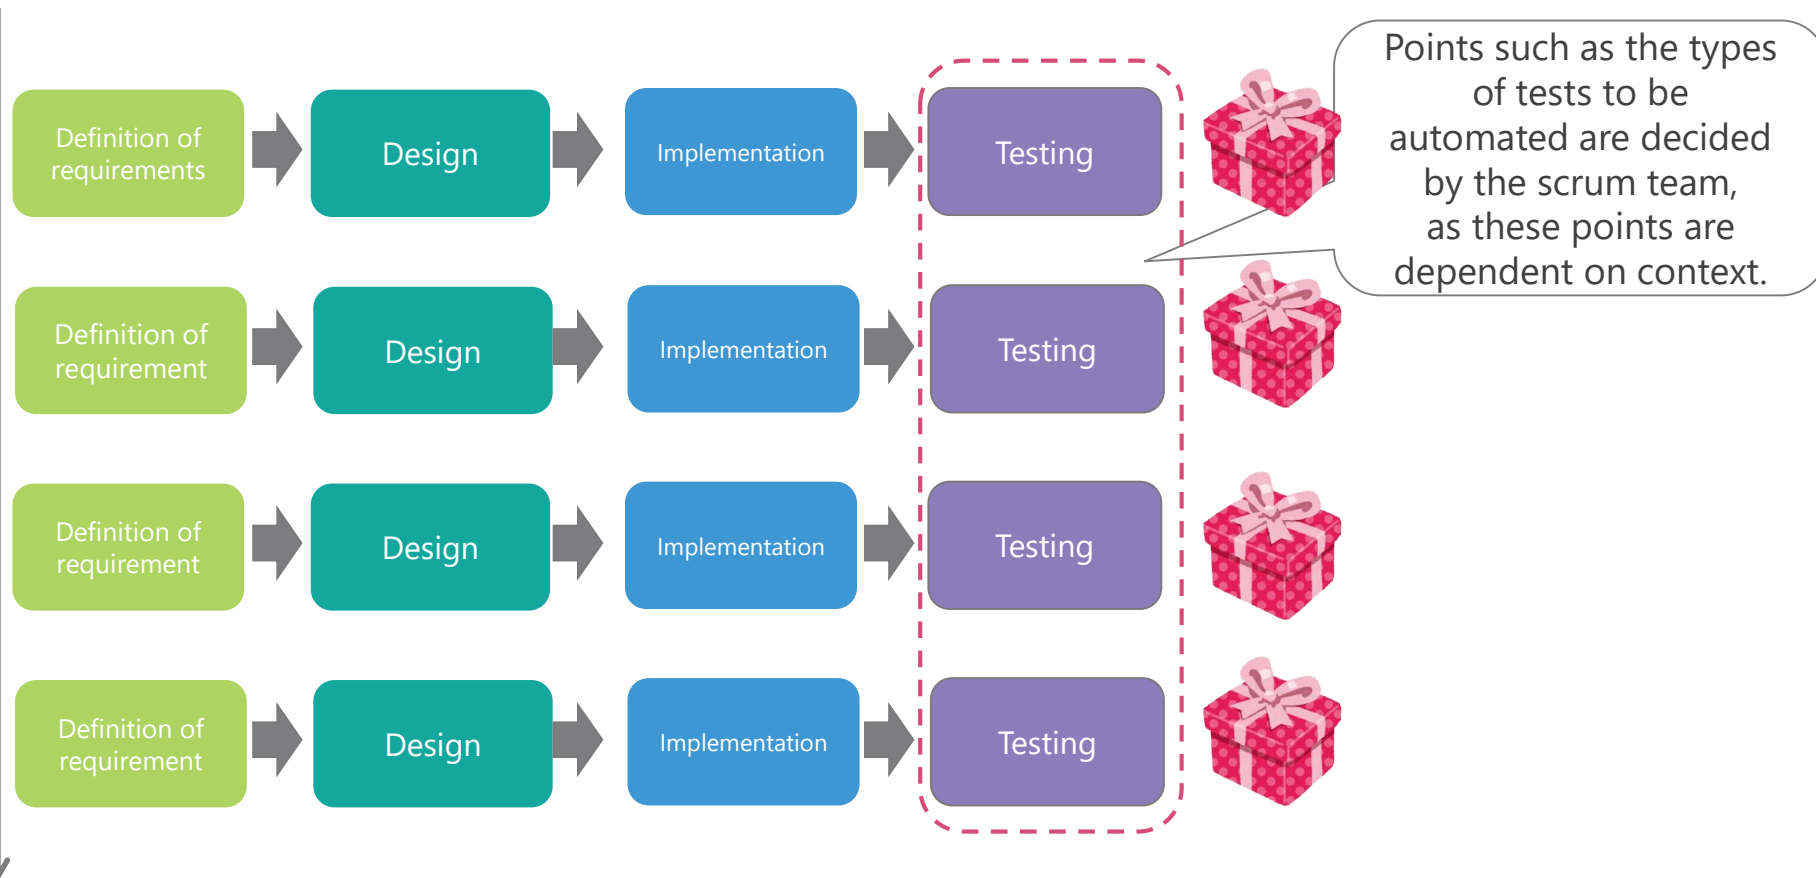 Definition of
requirements
Design
Implementation
Testing
Points such as the types
of tests to be
automated are decided
by the scrum team,
as these points are
dependent on context.
Definition of
requirement
Design
Implementation
Testing
Definition of
requirement
Design
Implementation
Testing
Definition of
requirement
Design
Implementation
Testing